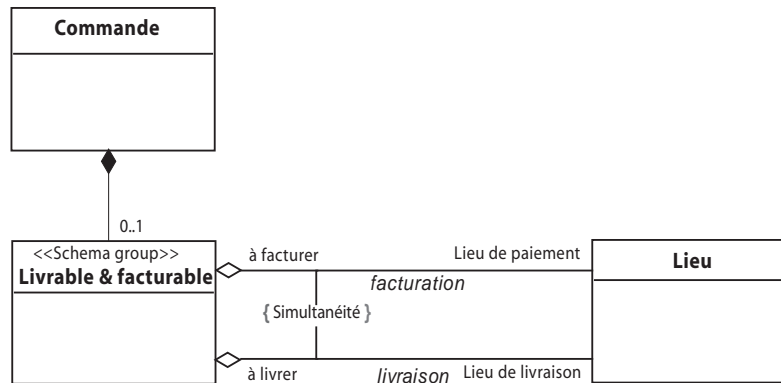 Commande
0..1
<<Schema group>>
Livrable & facturable
à facturer
Lieu de paiement
Lieu
facturation
{ Simultanéité }
à livrer
livraison
Lieu de livraison